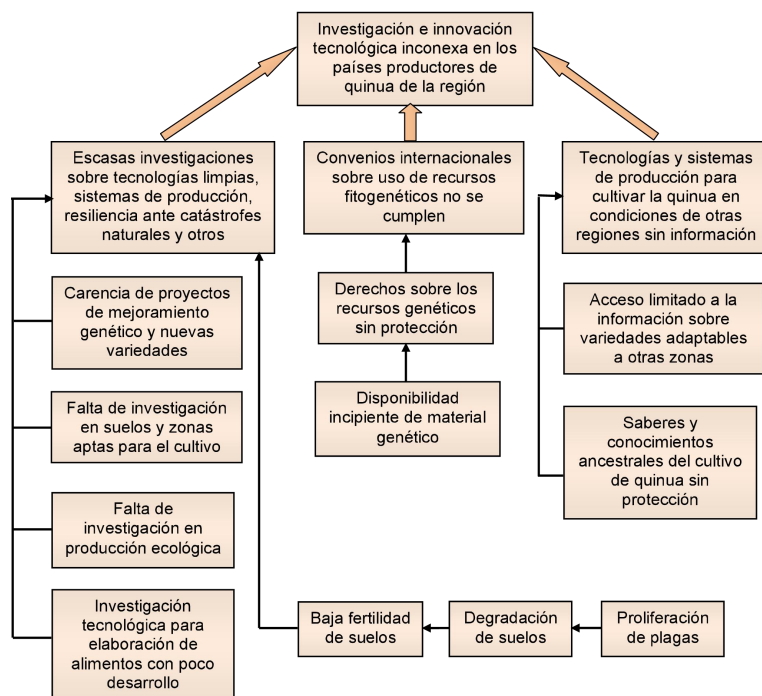 Investigación e innovación
tecnológica inconexa en los
países productores de
quinua de la región
Escasas investigaciones
sobre tecnologías limpias,
sistemas de producción,
resiliencia ante catástrofes
naturales y otros
Convenios internacionales
sobre uso de recursos
fitogenéticos no se
cumplen
Tecnologías y sistemas
de producción para
cultivar la quinua en
condiciones de otras
regiones sin información
Carencia de proyectos
de mejoramiento
genético y nuevas
variedades
Derechos sobre los
recursos genéticos
sin protección
Acceso limitado a la
información sobre
variedades adaptables
a otras zonas
Falta de investigación
en suelos y zonas
aptas para el cultivo
Disponibilidad
incipiente de material
genético
Saberes y
conocimientos
ancestrales del cultivo
de quinua sin
protección
Falta de
investigación en
producción ecológica
Investigación
tecnológica para
elaboración de
alimentos con poco
desarrollo
Baja fertilidad
de suelos
Degradación
de suelos
Proliferación
de plagas